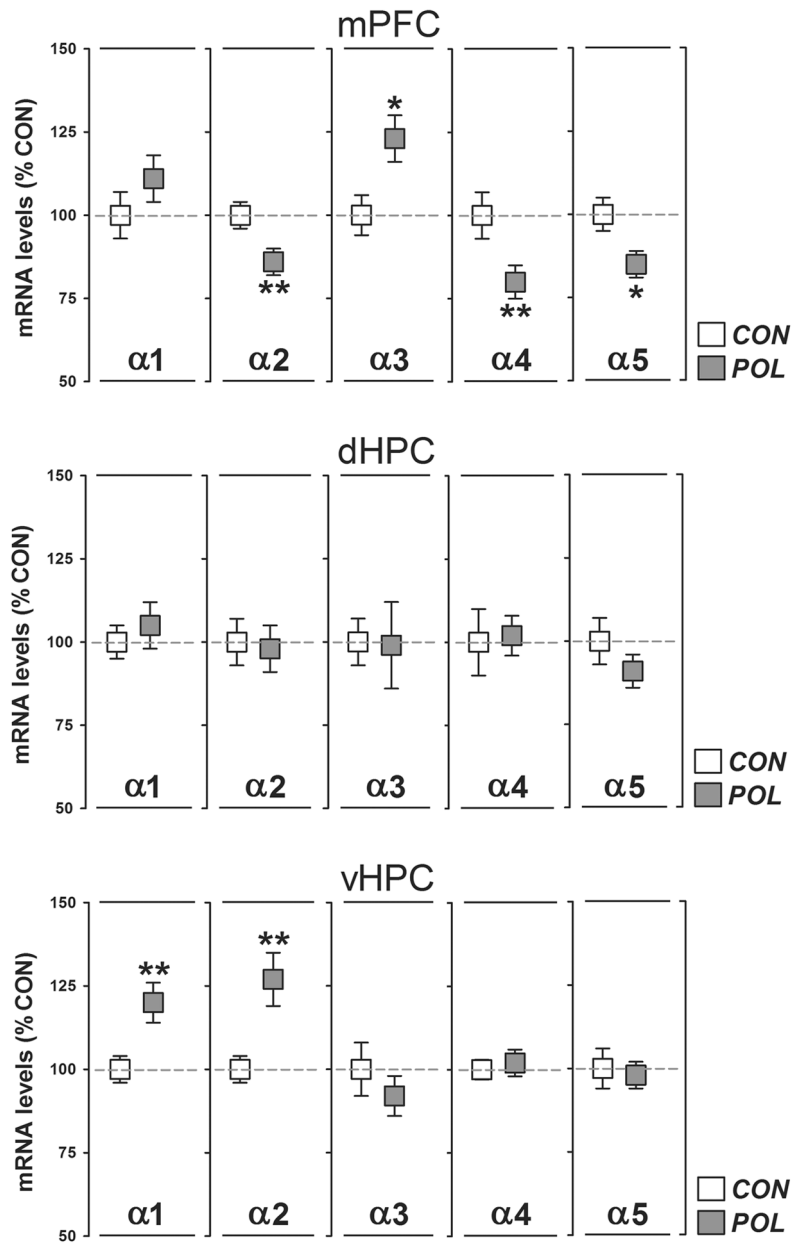 mPFC
mRNA levels (% CON)
150
125
100
75
50
*
**
**
*
α1 α2 α3 α4 α5
CON
POL
dHPC
mRNA levels (% CON)
150
125
100
75
50
α1 α2 α3 α4 α5
CON
POL
vHPC
mRNA levels (% CON)
150
125
100
75
50
** **
α1 α2 α3 α4 α5
CON
POL